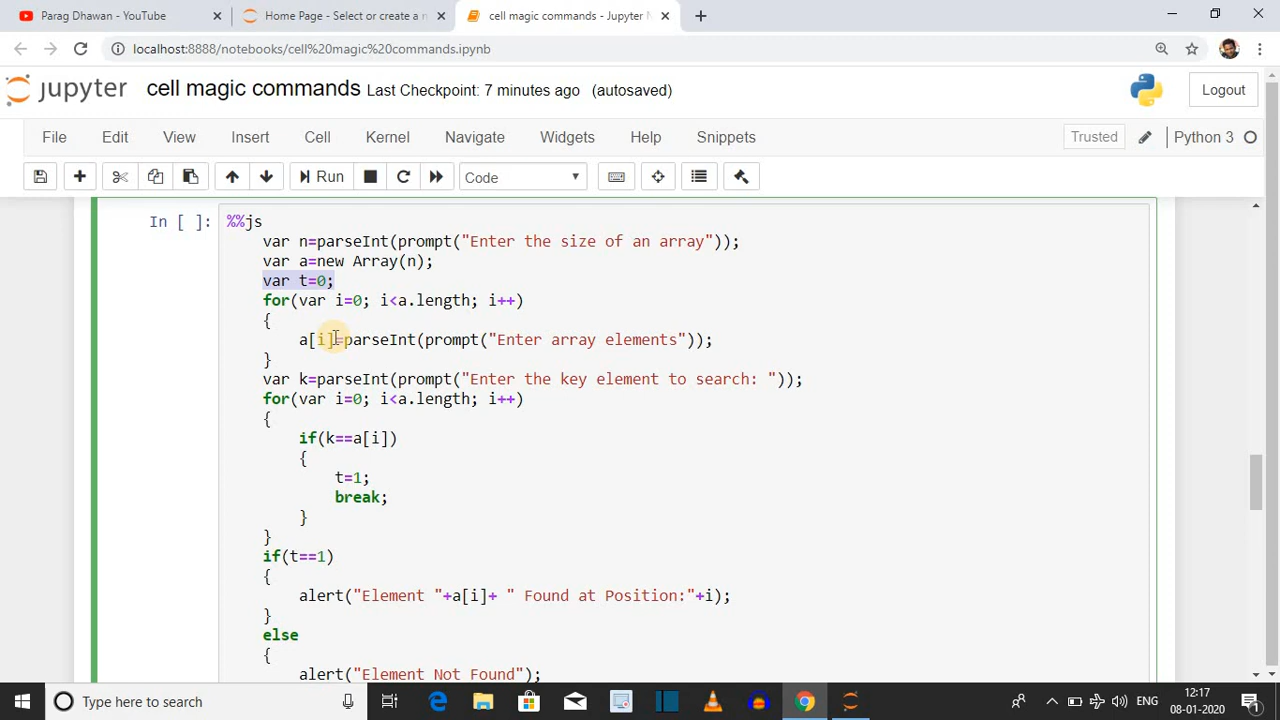 Parag Dhawan - YouTube
Home Page - Select or create a n
cell magic commands - Jupyter N
localhost:8888/notebooks/cell%20magic%20commands.ipynb
jupyter cell magic commands Last Checkpoint: 7 minutes ago (autosaved)
Logout
File Edit View Insert Cell Kernel Navigate Widgets Help Snippets
Trusted Python 3
Run Code
In [ ]: %%js
var n=parseInt(prompt("Enter the size of an array"));
var a=new Array(n);
var t=0;
for(var i=0; i<a.length; i++)
{
a[i]=parseInt(prompt("Enter array elements"));
}
var k=parseInt(prompt("Enter the key element to search: "));
for(var i=0; i<a.length; i++)
{
if(k==a[i])
{
t=1;
break;
}
}
if(t==1)
{
alert("Element "+a[i]+ " Found at Position:"+i);
}
else
{
alert("Element Not Found");
Type here to search
ENG
12:17
08-01-2020
1